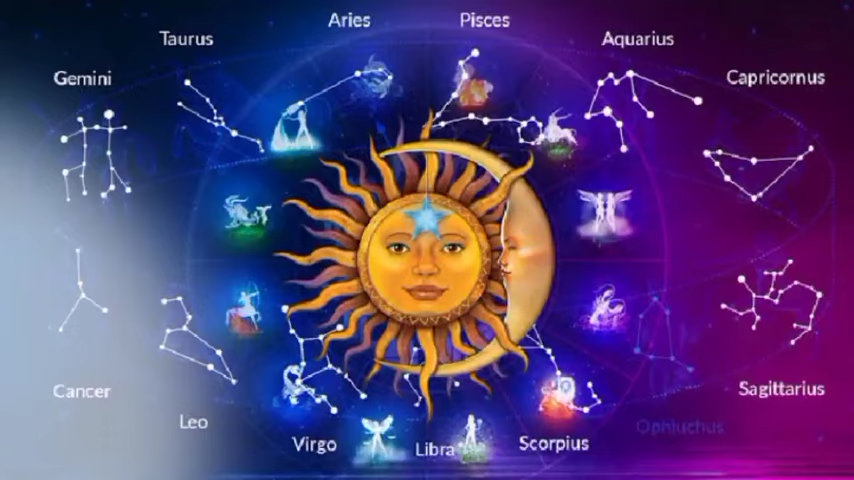 Aries
Pisces
Taurus
Aquarius
Gemini
Capricornus
Cancer
Sagittarius
Leo
Ophiuchus
Virgo
Libra
Scorpius